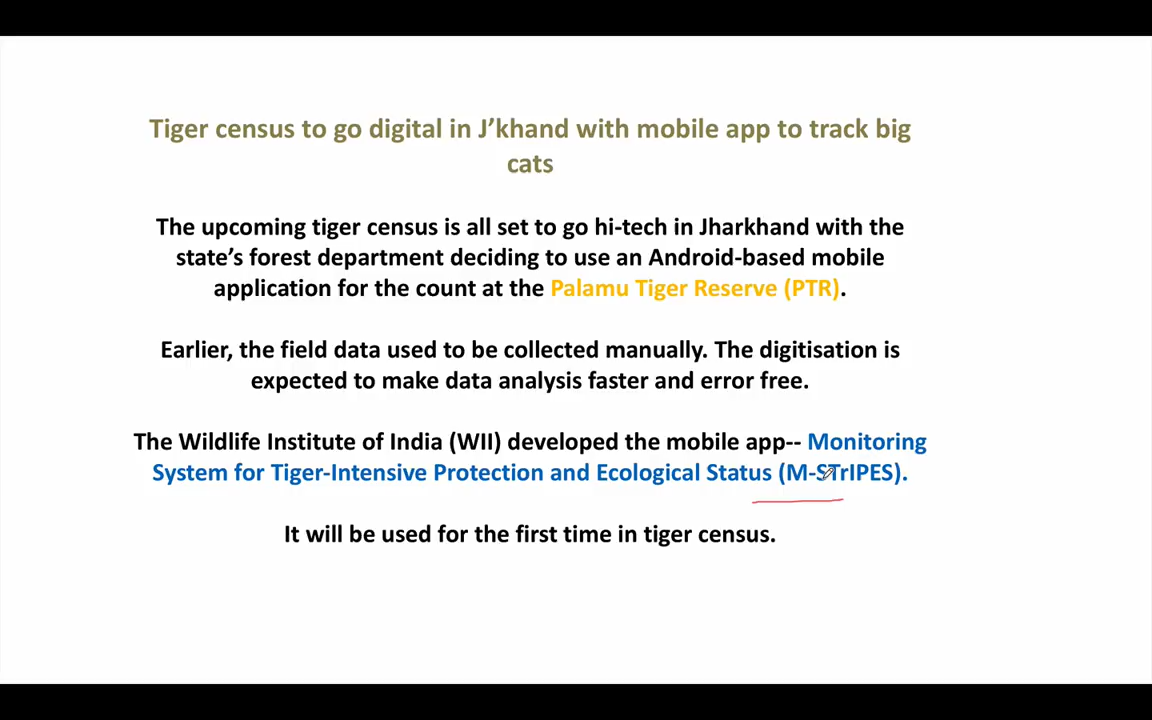 Tiger census to go digital in J’khand with mobile app to track big
cats
The upcoming tiger census is all set to go hi-tech in Jharkhand with the
state’s forest department deciding to use an Android-based mobile
application for the count at the Palamu Tiger Reserve (PTR).
Earlier, the field data used to be collected manually. The digitisation is
expected to make data analysis faster and error free.
The Wildlife Institute of India (WII) developed the mobile app-- Monitoring
System for Tiger-Intensive Protection and Ecological Status (M-STrIPES).
It will be used for the first time in tiger census.